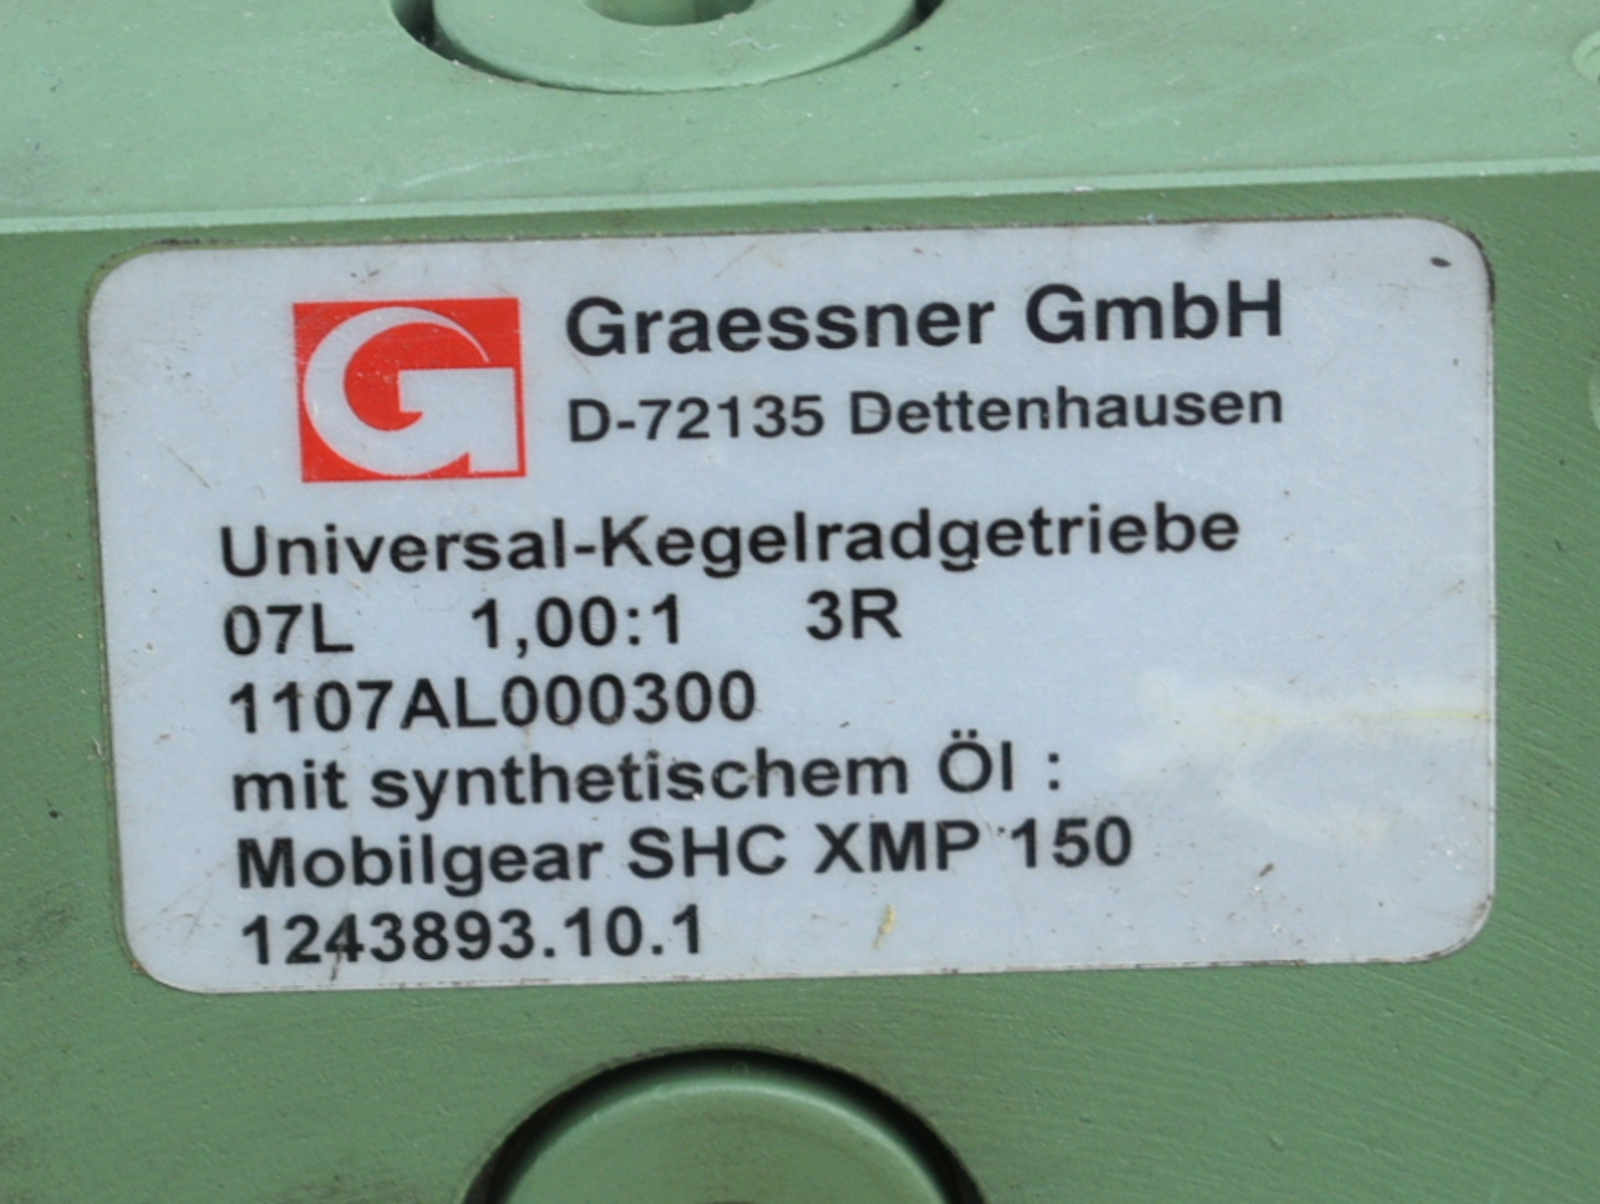 G
Graessner GmbH
D-72135 Dettenhausen
Universal-Kegelradgetriebe
07L 1,00:1 3R
1107AL000300
mit synthetischem Öl :
Mobilgear SHC XMP 150
1243893.10.1